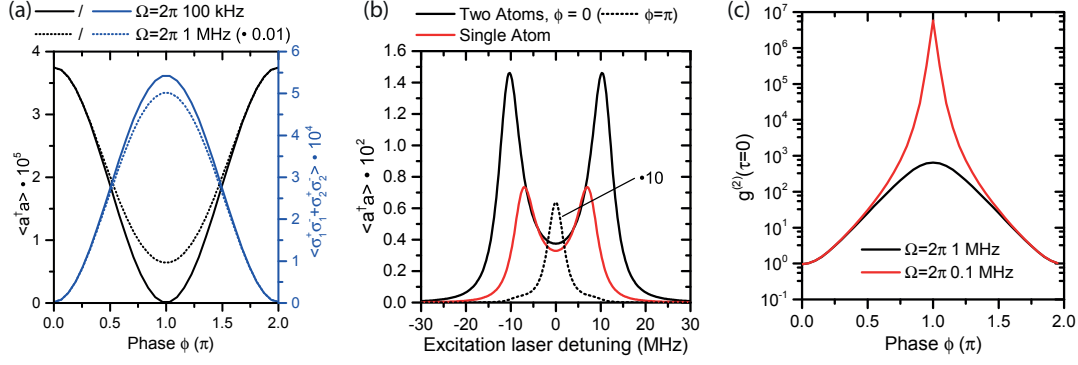 (a)
/ Ω=2π 100 kHz
/ Ω=2π 1 MHz (• 0.01)
4
3
2
1
0
<a†a> • 10⁵
6
5
4
3
2
1
0
<σ₁⁺σ₁⁻+σ₂⁺σ₂⁻> • 10⁴
0.0 0.5 1.0 1.5 2.0
Phase ϕ (π)
(b)
Two Atoms, ϕ = 0 ( ϕ=π)
Single Atom
1.6
1.4
1.2
1.0
0.8
0.6
0.4
0.2
0.0
<a†a> • 10²
•10
-30 -20 -10 0 10 20 30
Excitation laser detuning (MHz)
(c)
10⁷
10⁶
10⁵
10⁴
10³
10²
10¹
10⁰
10⁻¹
g⁽²⁾(τ=0)
Ω=2π 1 MHz
Ω=2π 0.1 MHz
0.0 0.5 1.0 1.5 2.0
Phase ϕ (π)